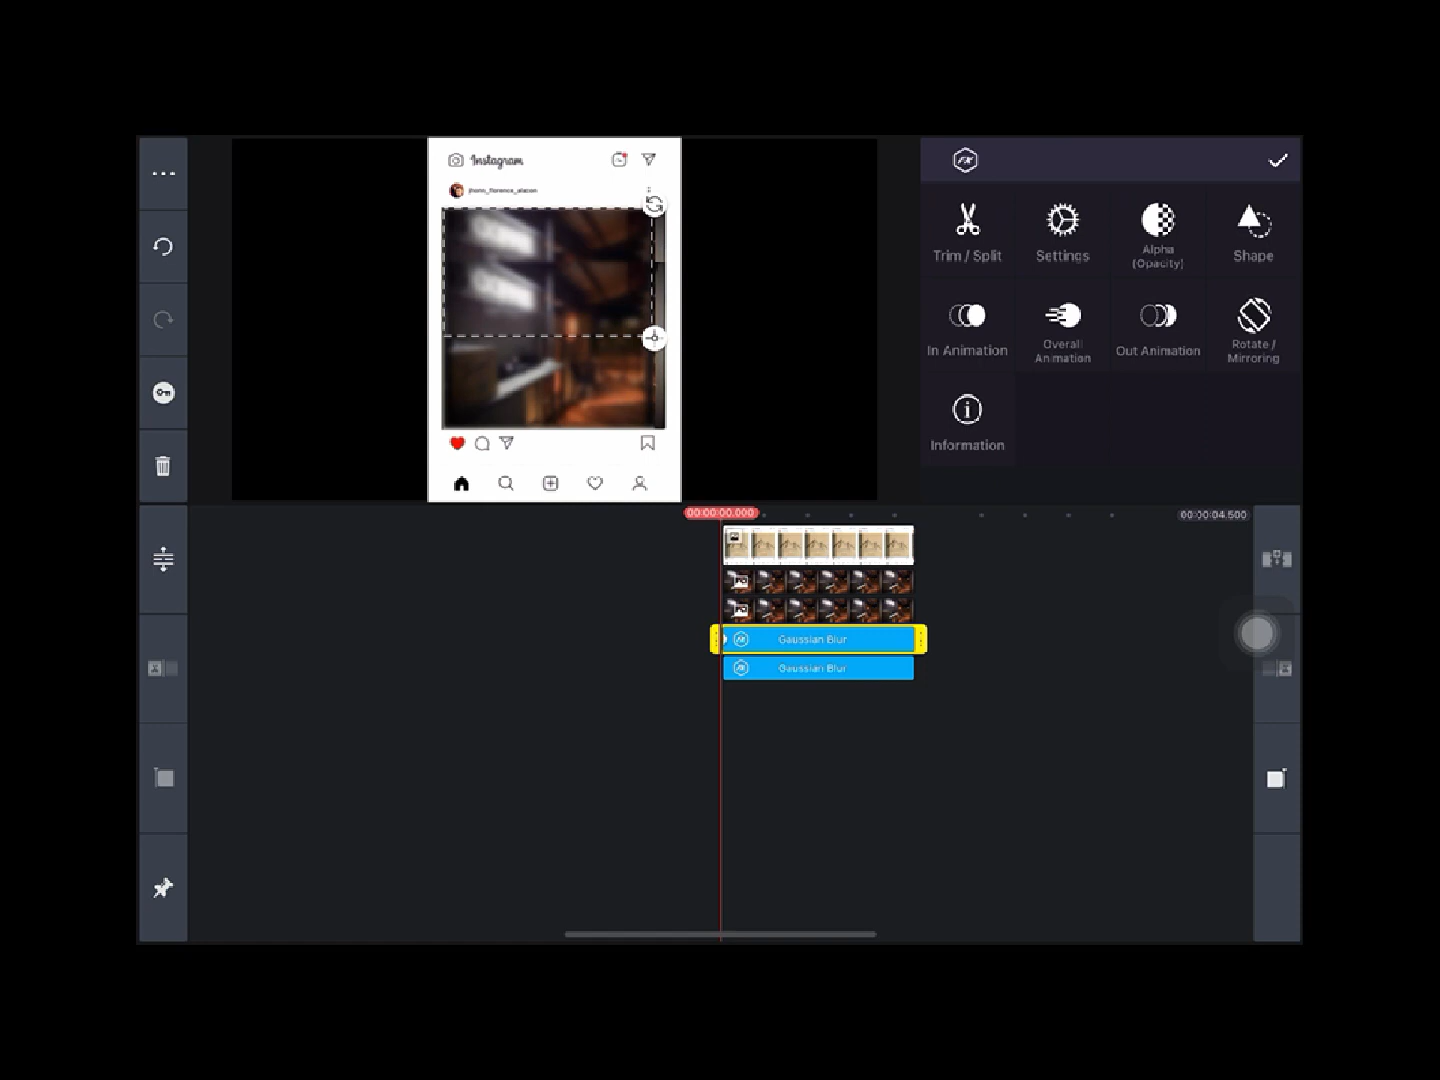 Instagram
Trim / Split
Settings
Alpha
(Opacity)
Shape
In Animation
Overall
Animation
Out Animation
Rotate /
Mirroring
Information
00:00:00.000
00:00:04.500
Gaussian Blur
Gaussian Blur